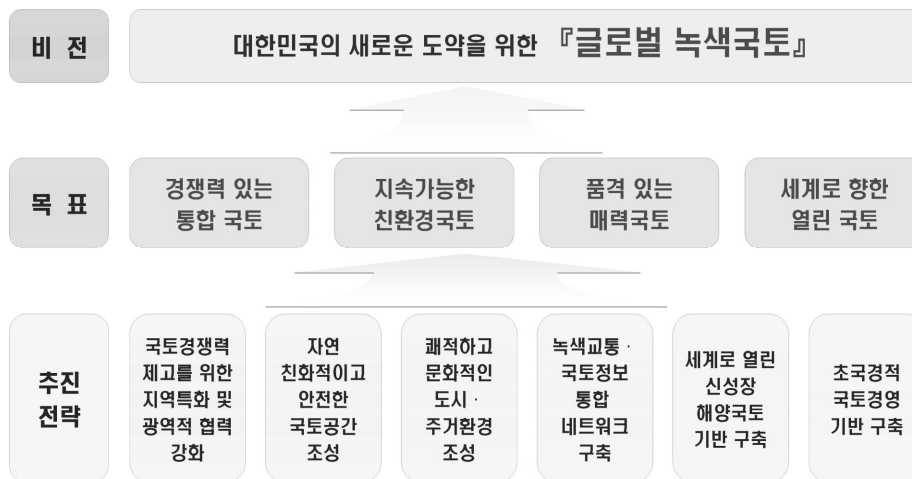 비 전
대한민국의 새로운 도약을 위한 『글로벌 녹색국토』
목 표
경쟁력 있는
통합 국토
지속가능한
친환경국토
품격 있는
매력국토
세계로 향한
열린 국토
추진
전략
국토경쟁력
제고를 위한
지역특화 및
광역적 협력
강화
자연
친화적이고
안전한
국토공간
조성
쾌적하고
문화적인
도시·
주거환경
조성
녹색교통·
국토정보
통합
네트워크
구축
세계로 열린
신성장
해양국토
기반 구축
초국경적
국토경영
기반 구축